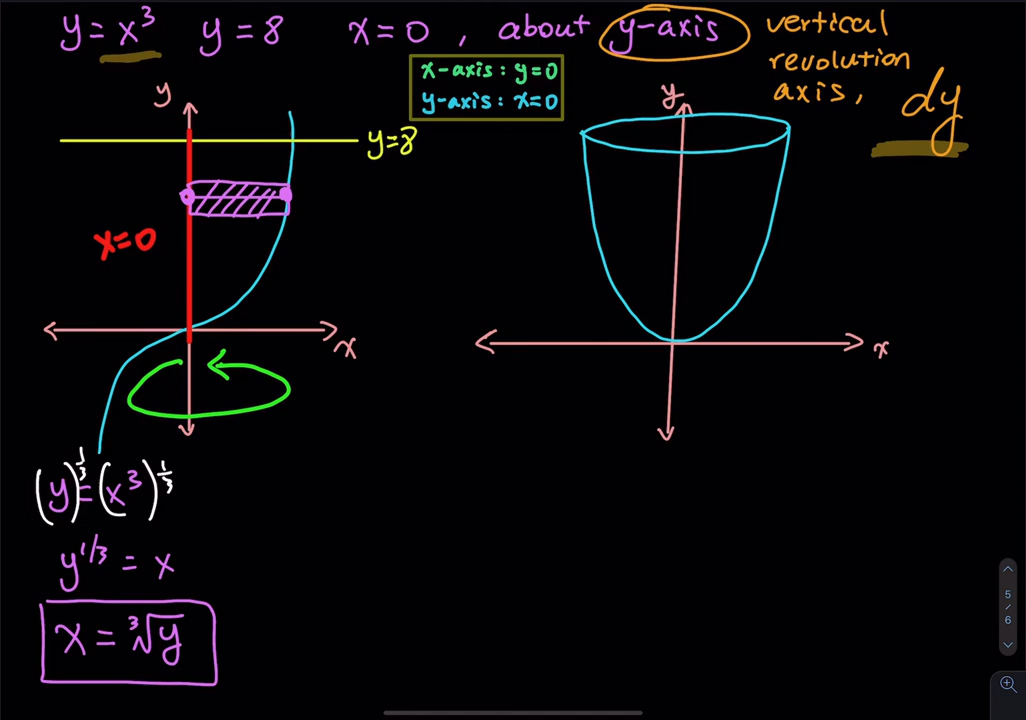 y = x³ y = 8 x = 0 , about y-axis
vertical
revolution
axis,
dy
x-axis : y=0
y-axis : x=0
y
y=8
x=0
x
y
x
(y)^1/3 = (x³)^1/3
y^1/3 = x
x = ³√y
5
/
6